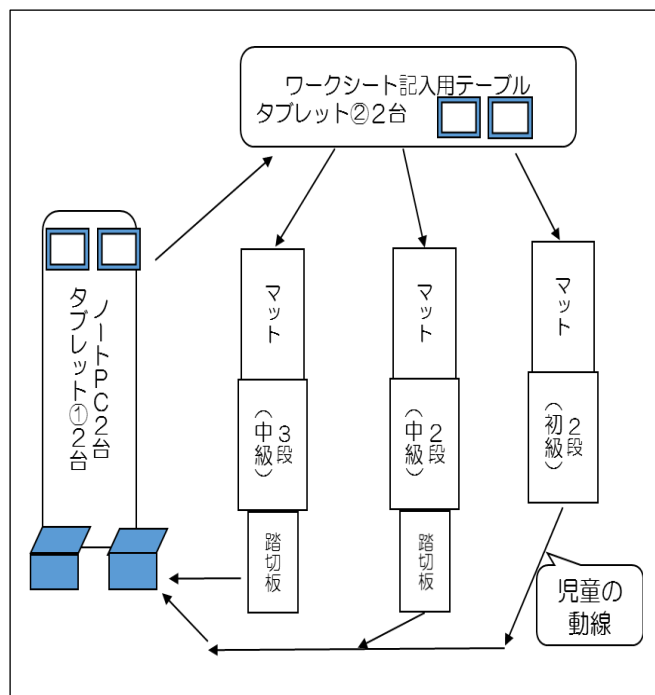 ワークシート記入用テーブル
タブレット②2台
ノートPC2台
タブレット①2台
マット
3段
（中級）
踏切板
マット
2段
（中級）
踏切板
マット
2段
（初級）
児童の
動線